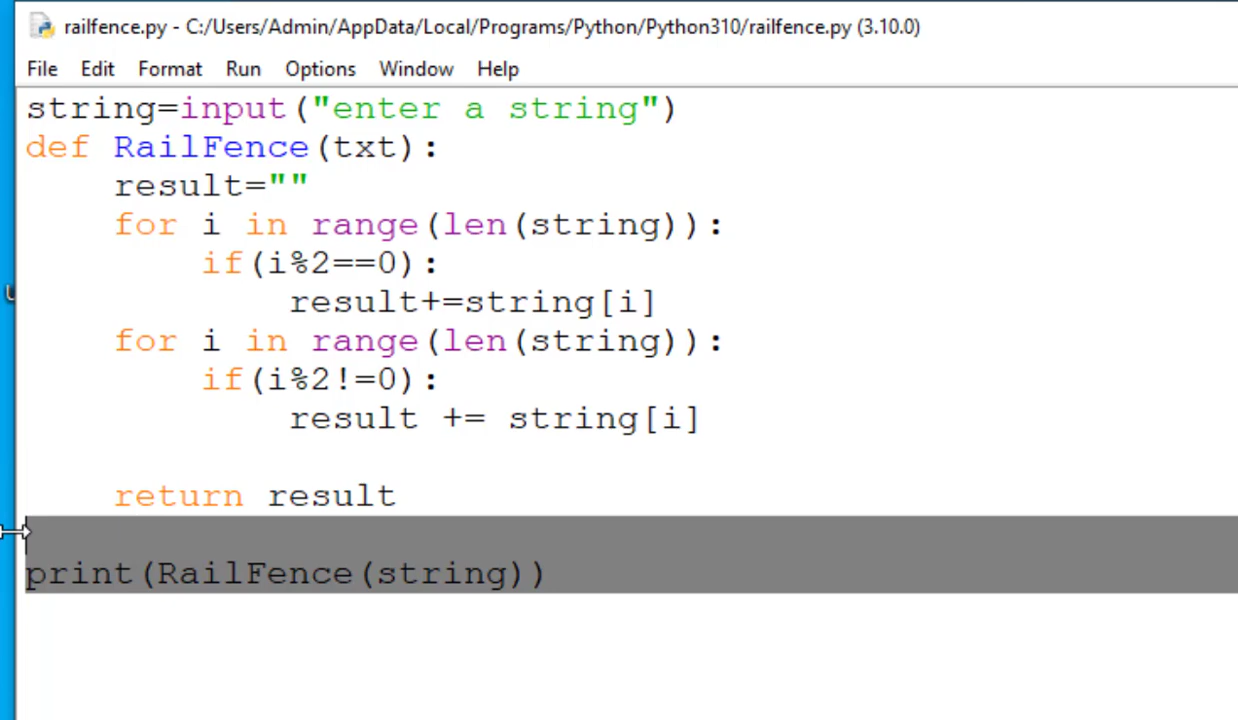 railfence.py - C:/Users/Admin/AppData/Local/Programs/Python/Python310/railfence.py (3.10.0)
File Edit Format Run Options Window Help
string=input("enter a string")
def RailFence(txt):
    result=""
    for i in range(len(string)):
        if(i%2==0):
            result+=string[i]
    for i in range(len(string)):
        if(i%2!=0):
            result += string[i]
    return result
print(RailFence(string))